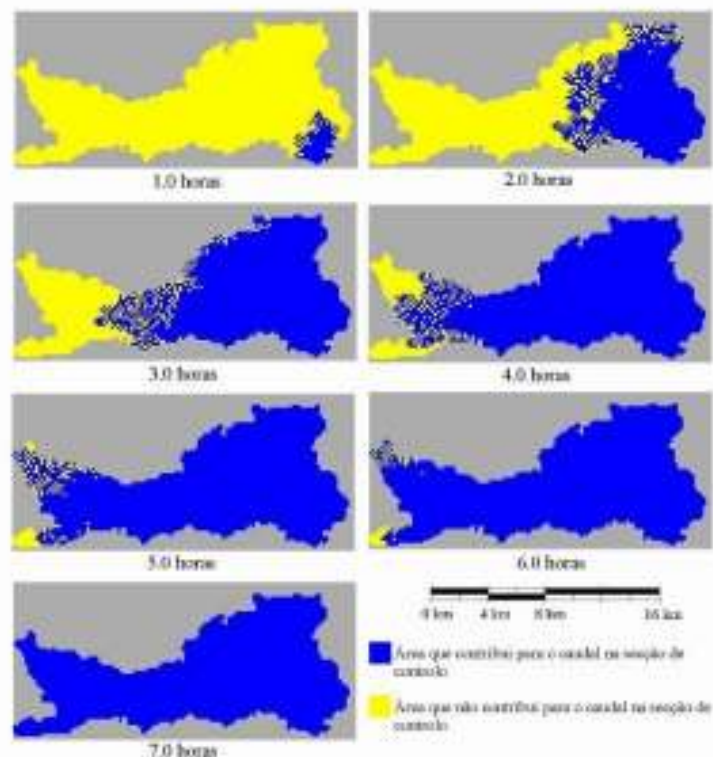 1.0 horas
2.0 horas
3.0 horas
4.0 horas
5.0 horas
6.0 horas
0 km 4 km 8 km 16 km
Área que contribui para o caudal na secção de
controlo
Área que não contribui para o caudal na secção de
controlo
7.0 horas